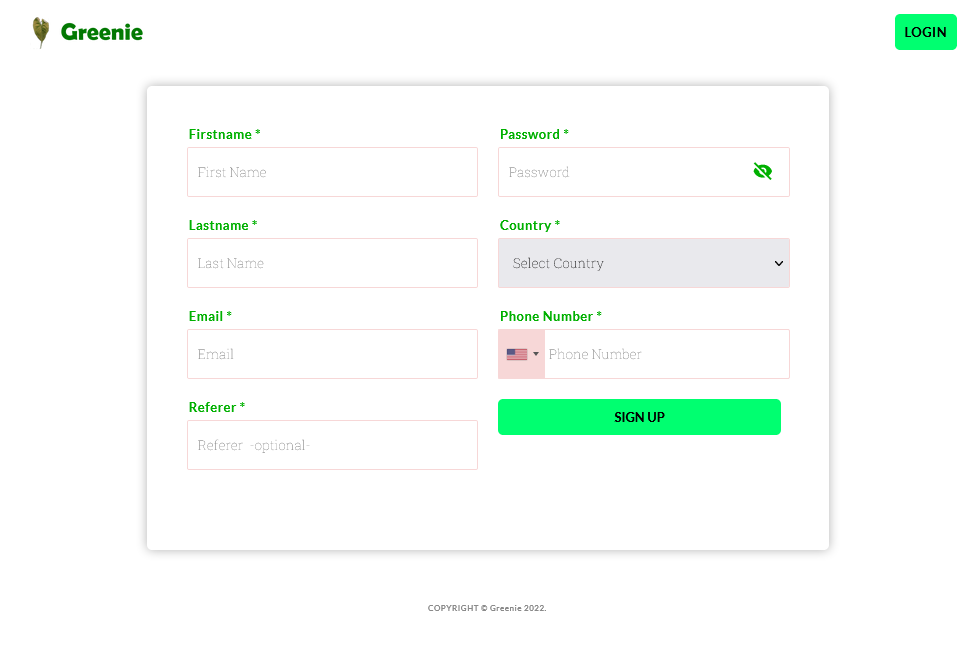 Greenie
LOGIN
Firstname *
First Name
Password *
Password
Lastname *
Last Name
Country *
Select Country
Email *
Email
Phone Number *
Phone Number
Referer *
Referer -optional-
SIGN UP
COPYRIGHT © Greenie 2022.